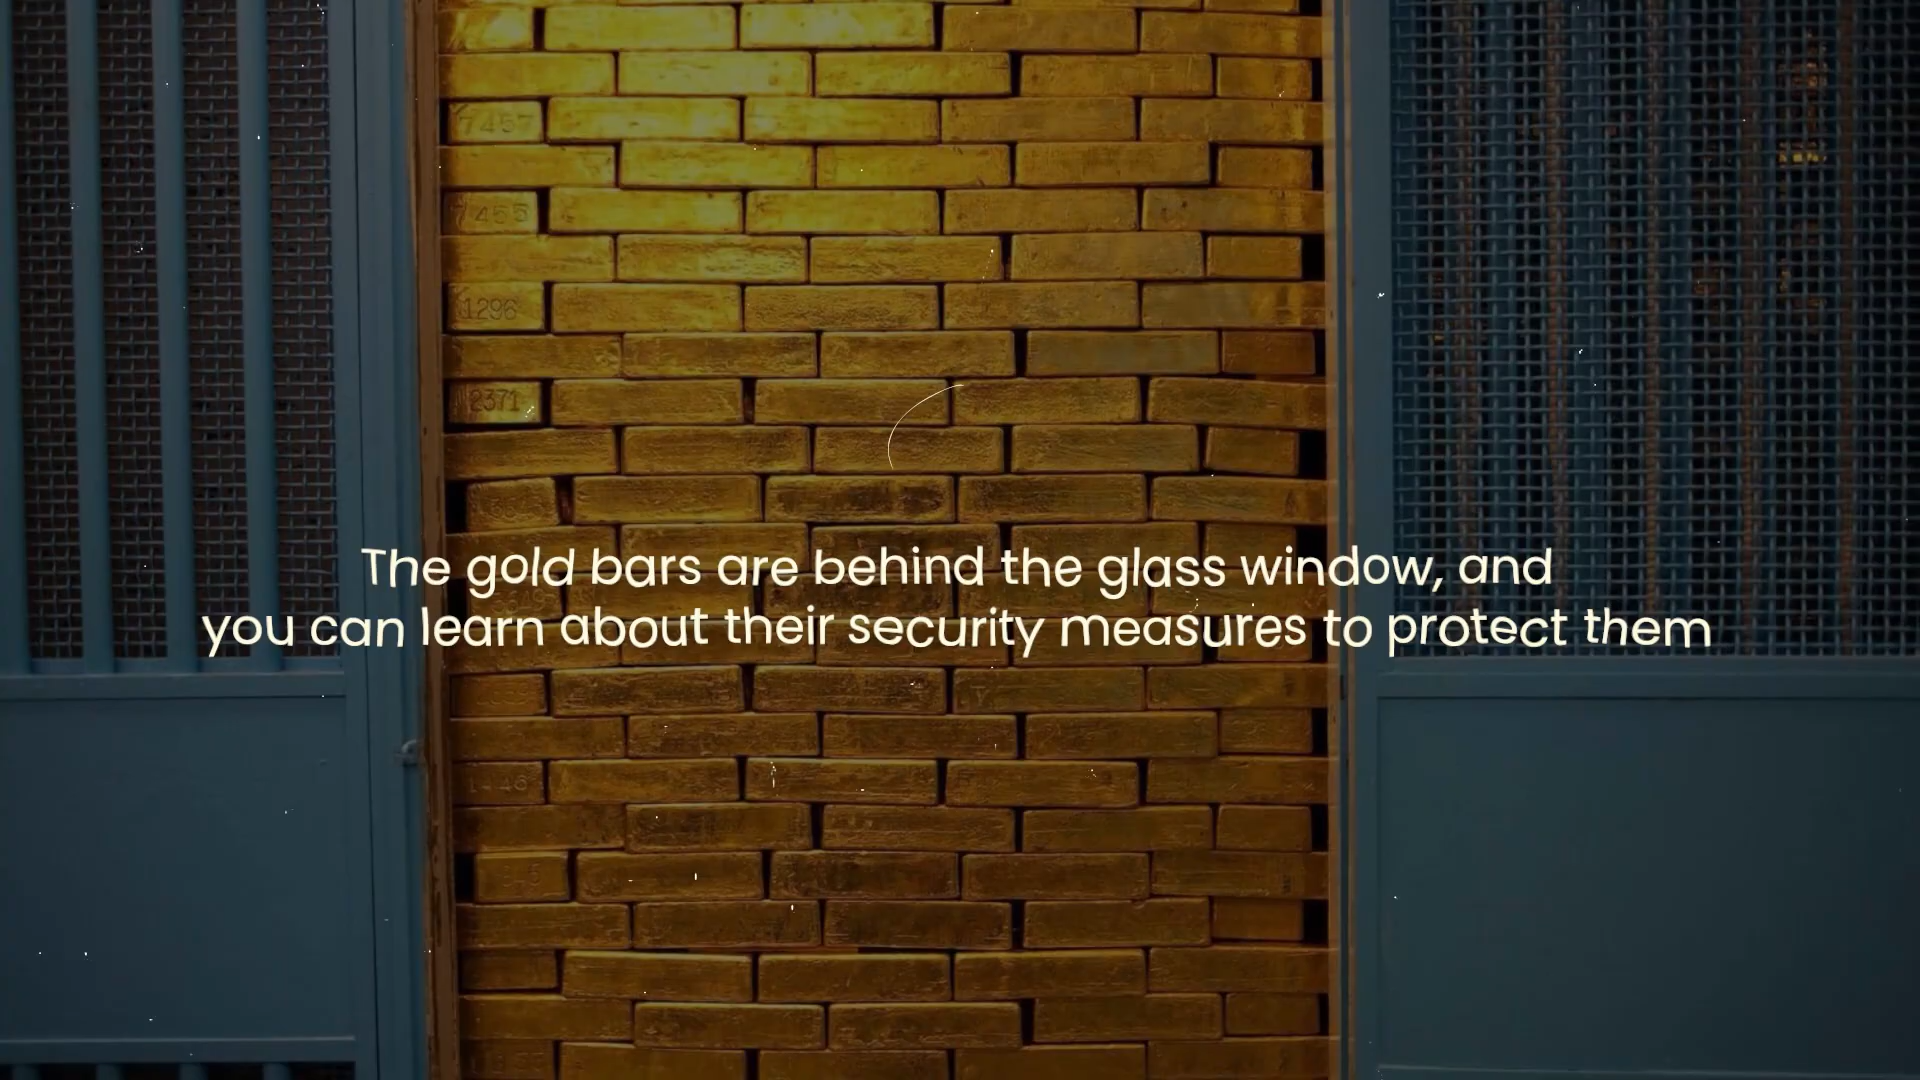 7457
7455
1296
2371
The gold bars are behind the glass window, and
you can learn about their security measures to protect them